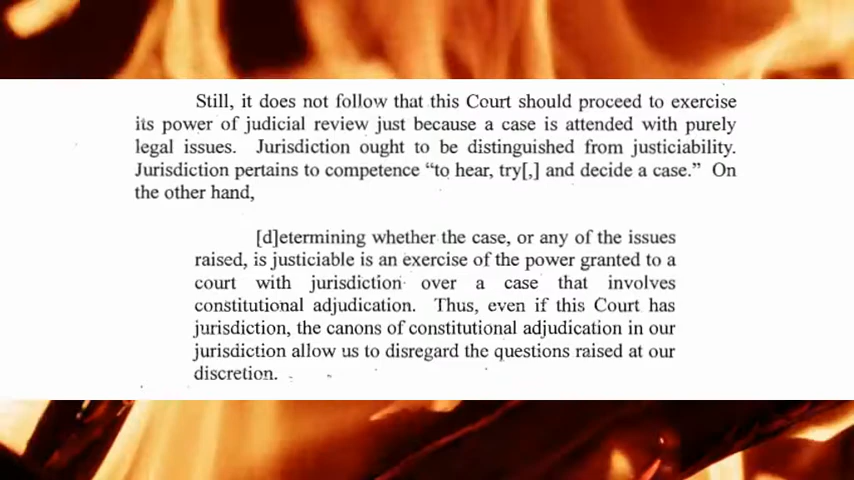 Still, it does not follow that this Court should proceed to exercise
its power of judicial review just because a case is attended with purely
legal issues. Jurisdiction ought to be distinguished from justiciability.
Jurisdiction pertains to competence “to hear, try[,] and decide a case.” On
the other hand,
[d]etermining whether the case, or any of the issues
raised, is justiciable is an exercise of the power granted to a
court with jurisdiction over a case that involves
constitutional adjudication. Thus, even if this Court has
jurisdiction, the canons of constitutional adjudication in our
jurisdiction allow us to disregard the questions raised at our
discretion.